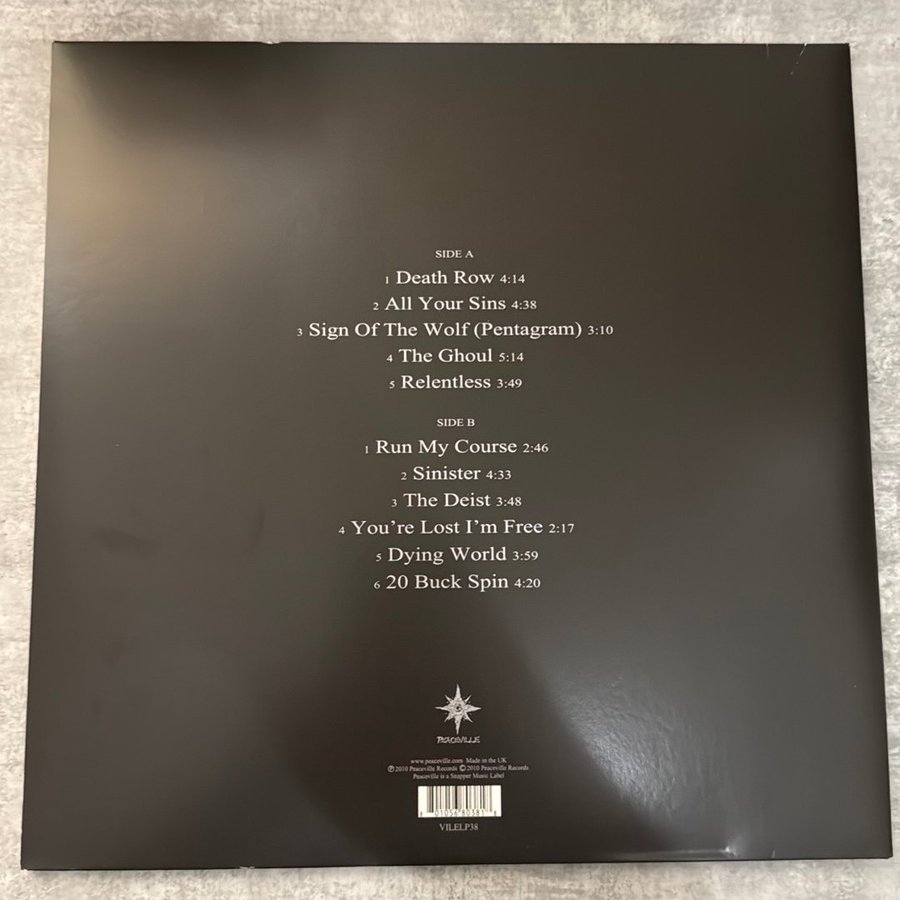 SIDE A
1 Death Row 4:14
2 All Your Sins 4:38
3 Sign Of The Wolf (Pentagram) 3:10
4 The Ghoul 5:14
5 Relentless 3:49
SIDE B
1 Run My Course 2:46
2 Sinister 4:33
3 The Deist 3:48
4 You’re Lost I’m Free 2:17
5 Dying World 3:59
6 20 Buck Spin 4:20
PEACEVILLE
www.peaceville.com Made in the UK
℗2010 Peaceville Records ©2010 Peaceville Records
Peaceville is a Snapper Music Label
8 01056 80381 8
VILELP38